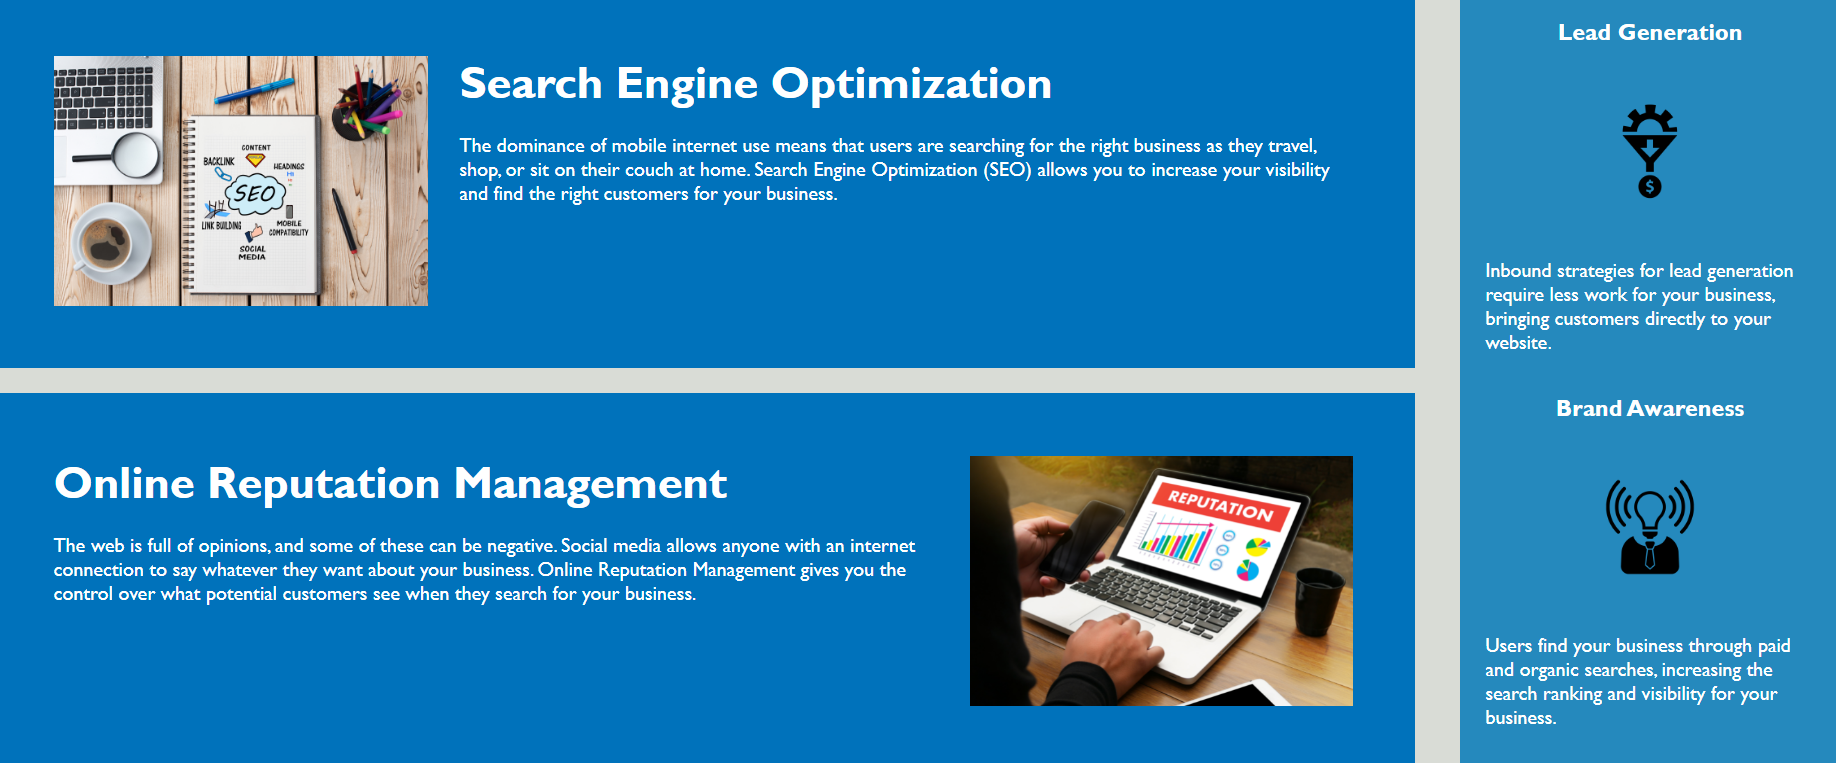 Search Engine Optimization
The dominance of mobile internet use means that users are searching for the right business as they travel,
shop, or sit on their couch at home. Search Engine Optimization (SEO) allows you to increase your visibility
and find the right customers for your business.
CONTENT
BACKLINK
HEADINGS
SEO
LINK BUILDING
MOBILE
COMPATIBILITY
SOCIAL
MEDIA
Online Reputation Management
The web is full of opinions, and some of these can be negative. Social media allows anyone with an internet
connection to say whatever they want about your business. Online Reputation Management gives you the
control over what potential customers see when they search for your business.
REPUTATION
Lead Generation
$
Inbound strategies for lead generation
require less work for your business,
bringing customers directly to your
website.
Brand Awareness
Users find your business through paid
and organic searches, increasing the
search ranking and visibility for your
business.